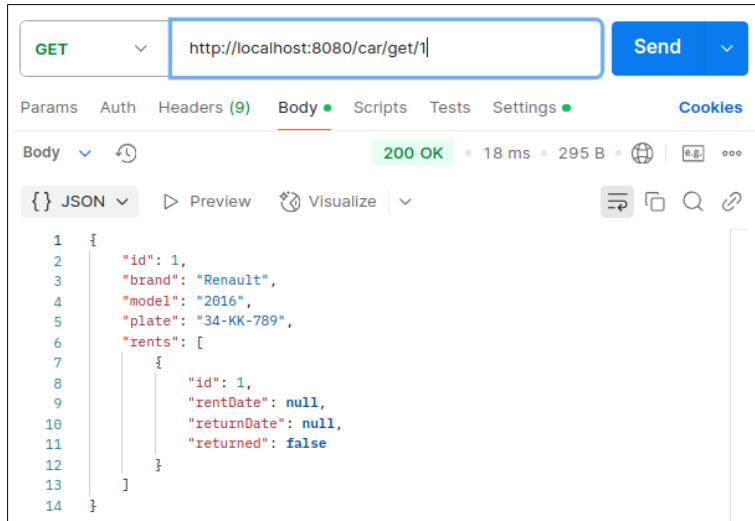 GET http://localhost:8080/car/get/1 Send
Params Auth Headers (9) Body Scripts Tests Settings Cookies
Body 200 OK 18 ms 295 B e.g.
{} JSON Preview Visualize
1 {
2 "id": 1,
3 "brand": "Renault",
4 "model": "2016",
5 "plate": "34-KK-789",
6 "rents": [
7 {
8 "id": 1,
9 "rentDate": null,
10 "returnDate": null,
11 "returned": false
12 }
13 ]
14 }